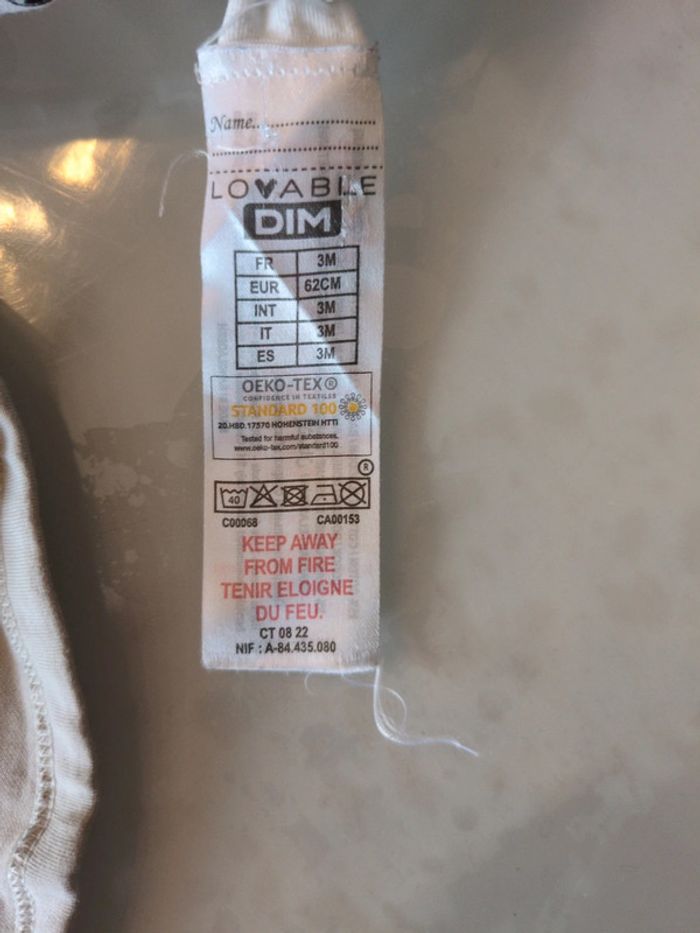 Name..............................
LOVABLE
DIM
FR 3M
EUR 62CM
INT 3M
IT 3M
ES 3M
OEKO-TEX®
CONFIDENCE IN TEXTILES
STANDARD 100
20.HBD.17570 HOHENSTEIN HTTI
Tested for harmful substances.
www.oeko-tex.com/standard100
®
40
C00068 CA00153
KEEP AWAY
FROM FIRE
TENIR ELOIGNE
DU FEU.
CT 08 22
NIF : A-84.435.080